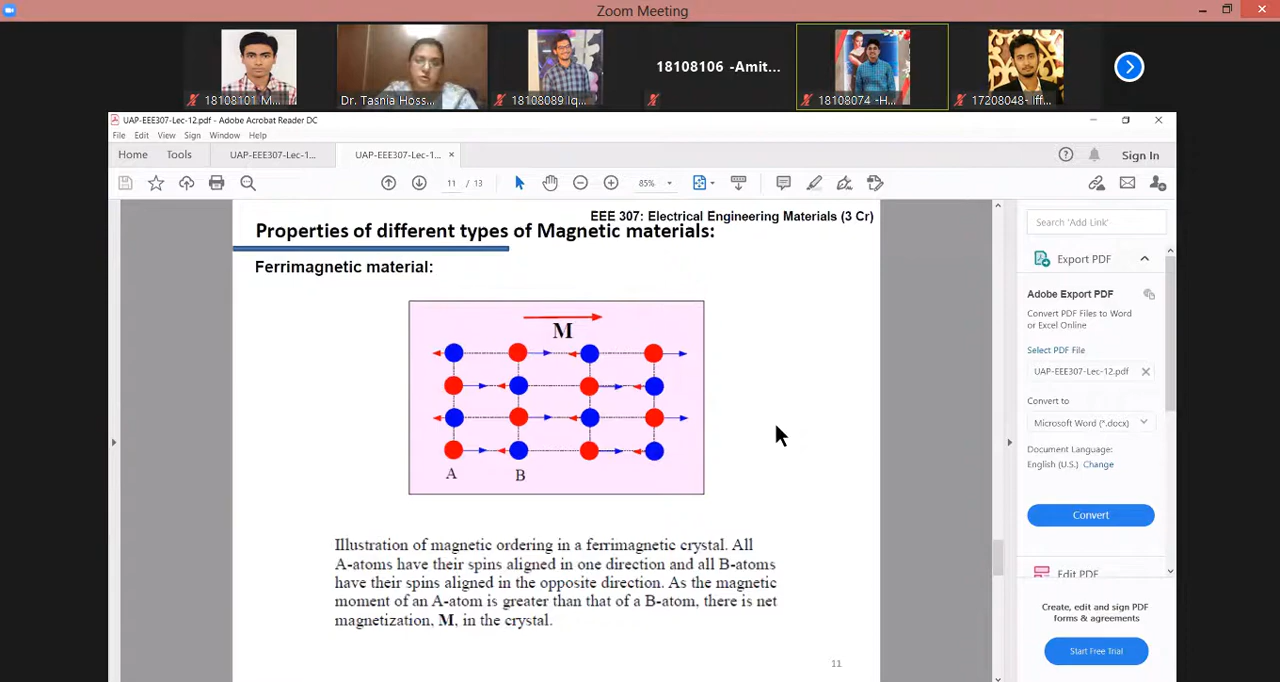 Zoom Meeting
18108101 M...
Dr. Tasnia Hoss...
18108089 Iq...
18108106 -Amit...
18108074 -H...
17208048- Iff...
UAP-EEE307-Lec-12.pdf - Adobe Acrobat Reader DC
File Edit View Sign Window Help
Home Tools UAP-EEE307-Lec-1... UAP-EEE307-Lec-1... × Sign In
11 / 13 85%
EEE 307: Electrical Engineering Materials (3 Cr)
Properties of different types of Magnetic materials:
Ferrimagnetic material:
M
A B
Illustration of magnetic ordering in a ferrimagnetic crystal. All
A-atoms have their spins aligned in one direction and all B-atoms
have their spins aligned in the opposite direction. As the magnetic
moment of an A-atom is greater than that of a B-atom, there is net
magnetization, M, in the crystal.
11
Search 'Add Link'
Export PDF
Adobe Export PDF
Convert PDF Files to Word
or Excel Online
Select PDF File
UAP-EEE307-Lec-12.pdf
Convert to
Microsoft Word (*.docx)
Document Language:
English (U.S.) Change
Convert
Edit PDF
Create, edit and sign PDF
forms & agreements
Start Free Trial